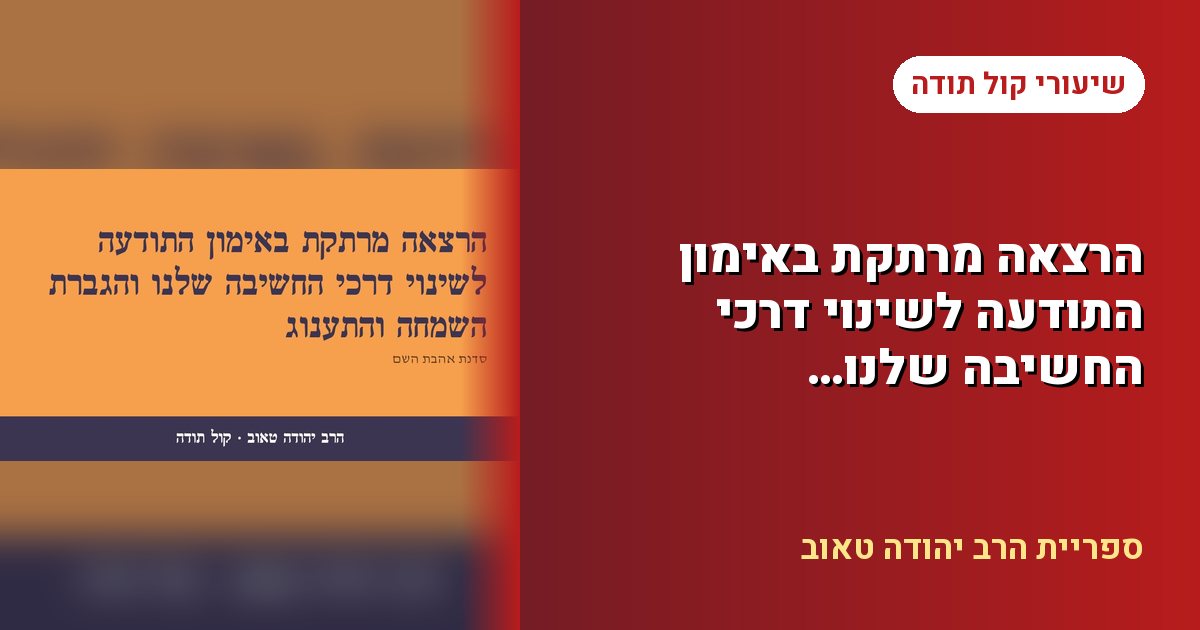 שיעורי קול תודה
הרצאה מרתקת באימון
התודעה לשינוי דרכי
החשיבה שלנו...
ספריית הרב יהודה טאוב
הרצאה מרתקת באימון התודעה
לשינוי דרכי החשיבה שלנו והגברת
השמחה והתענוג
סדנת אהבת השם
הרב יהודה טאוב · קול תודה